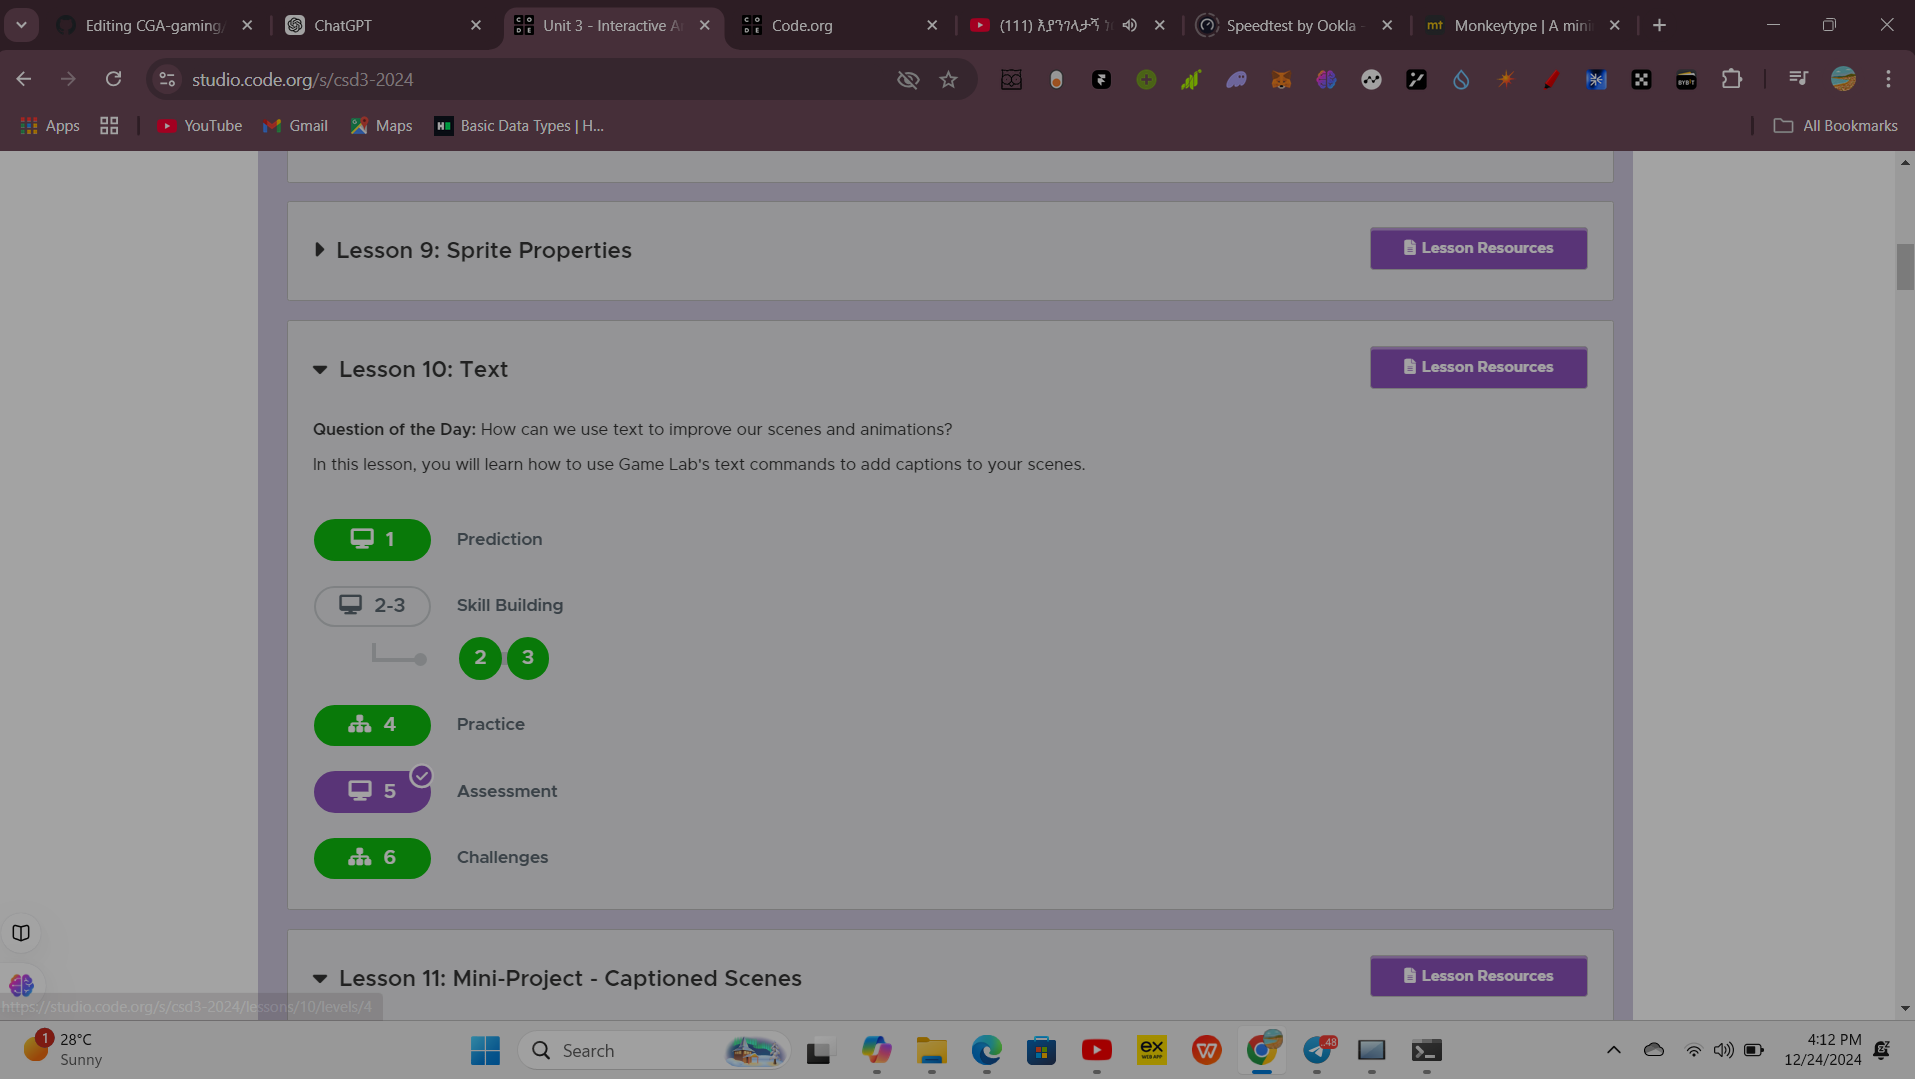 Editing CGA-gaming/
ChatGPT
Unit 3 - Interactive A
Code.org
(111) እየንገላታኝ
Speedtest by Ookla -
Monkeytype | A mini
studio.code.org/s/csd3-2024
Apps
YouTube
Gmail
Maps
Basic Data Types | H...
All Bookmarks
Lesson 9: Sprite Properties
Lesson Resources
Lesson 10: Text
Lesson Resources
Question of the Day: How can we use text to improve our scenes and animations?
In this lesson, you will learn how to use Game Lab's text commands to add captions to your scenes.
1 Prediction
2-3 Skill Building
2 3
4 Practice
5 Assessment
6 Challenges
Lesson 11: Mini-Project - Captioned Scenes
Lesson Resources
https://studio.code.org/s/csd3-2024/lessons/10/levels/4
1
28°C
Sunny
Search
ex
WEB APP
48
4:12 PM
12/24/2024